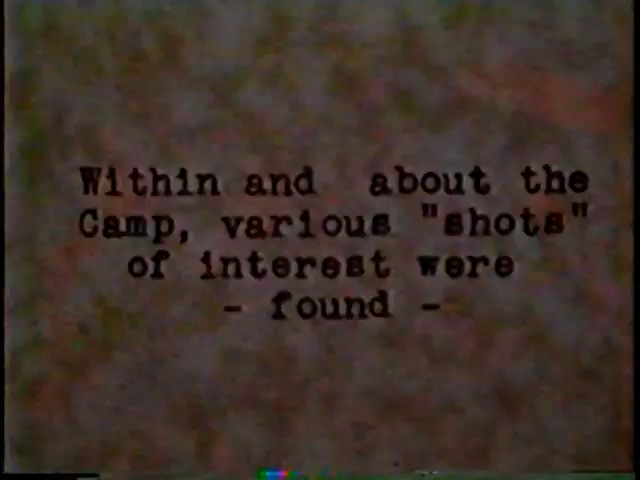 Within and about the
Camp, various "shots"
of interest were
- found -